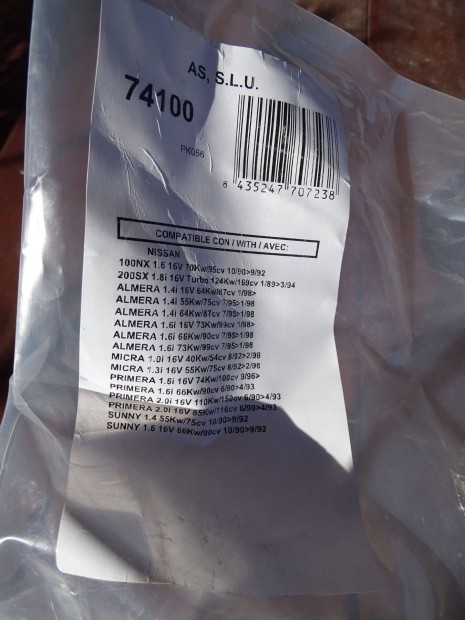 AS, S.L.U.
74100
PK056
6 435247 707238
COMPATIBLE CON / WITH / AVEC:
NISSAN
100NX 1.6 16V 70Kw/95cv 10/90>9/92
200SX 1.8i 16V Turbo 124Kw/169cv 1/89>3/94
ALMERA 1.4i 16V 64Kw/87cv 1/98>
ALMERA 1.4i 55Kw/75cv 7/95>1/98
ALMERA 1.4i 64Kw/87cv 7/95>1/98
ALMERA 1.6i 16V 73Kw/99cv 1/98>
ALMERA 1.6i 66Kw/90cv 7/95>1/98
ALMERA 1.6i 73Kw/99cv 7/95>1/98
MICRA 1.0i 16V 40Kw/54cv 8/92>2/98
MICRA 1.3i 16V 55Kw/75cv 8/92>2/98
PRIMERA 1.6i 16V 74Kw/100cv 9/96>
PRIMERA 1.6i 66Kw/90cv 6/90>4/93
PRIMERA 2.0i 16V 110Kw/150cv 6/90>4/93
PRIMERA 2.0i 16V 85Kw/116cv 6/90>4/93
SUNNY 1.4 55Kw/75cv 10/90>9/92
SUNNY 1.6 16V 66Kw/90cv 10/90>9/92